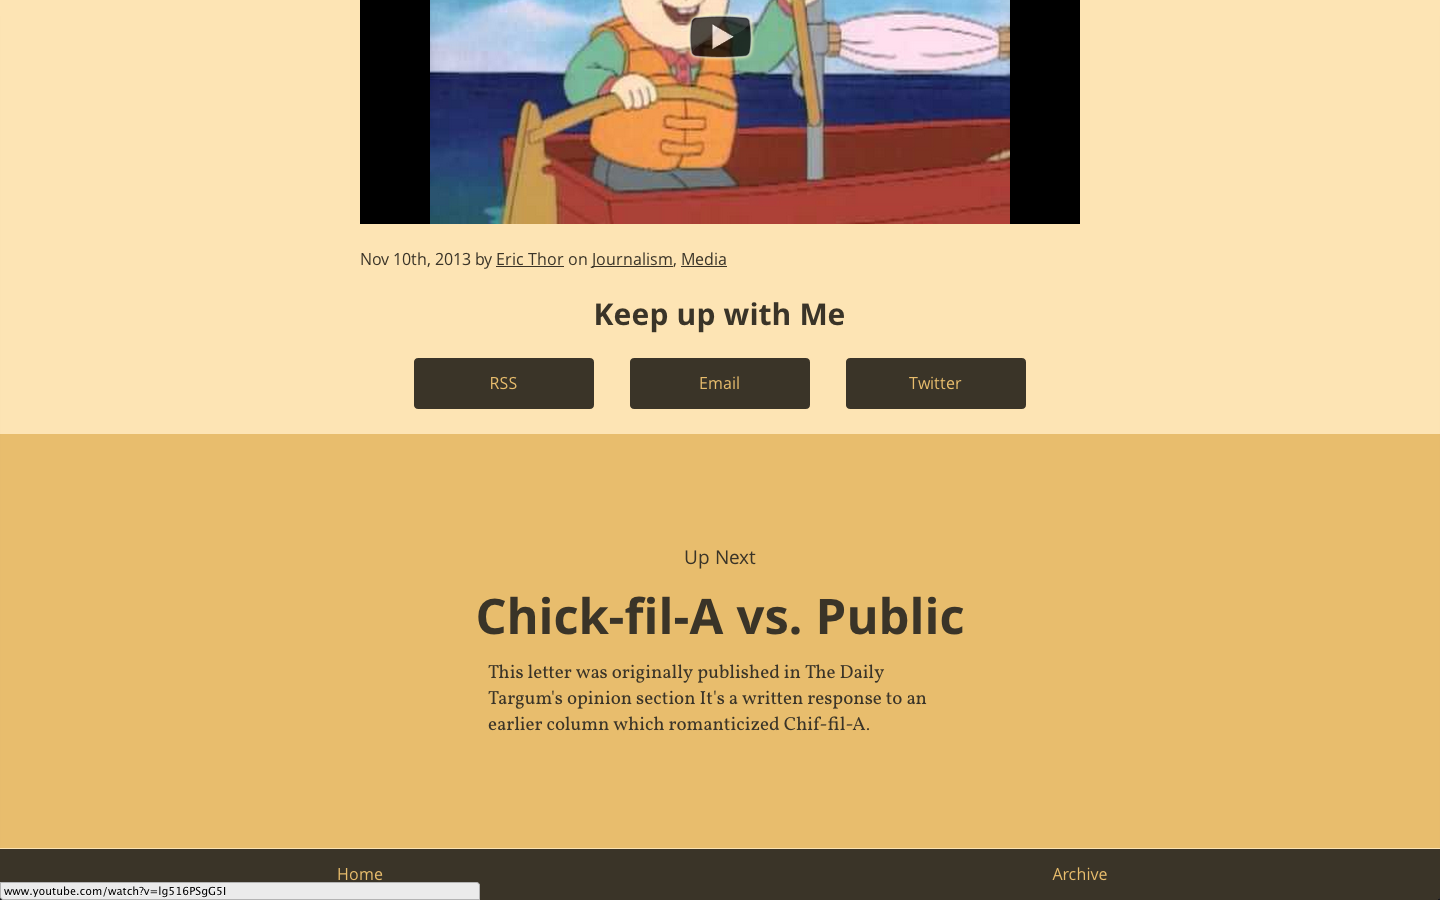 Nov 10th, 2013 by Eric Thor on Journalism, Media
Keep up with Me
RSS
Email
Twitter
Up Next
Chick-fil-A vs. Public
This letter was originally published in The Daily
Targum's opinion section It's a written response to an
earlier column which romanticized Chif-fil-A.
Home
Archive
www.youtube.com/watch?v=lg516PSgG5I